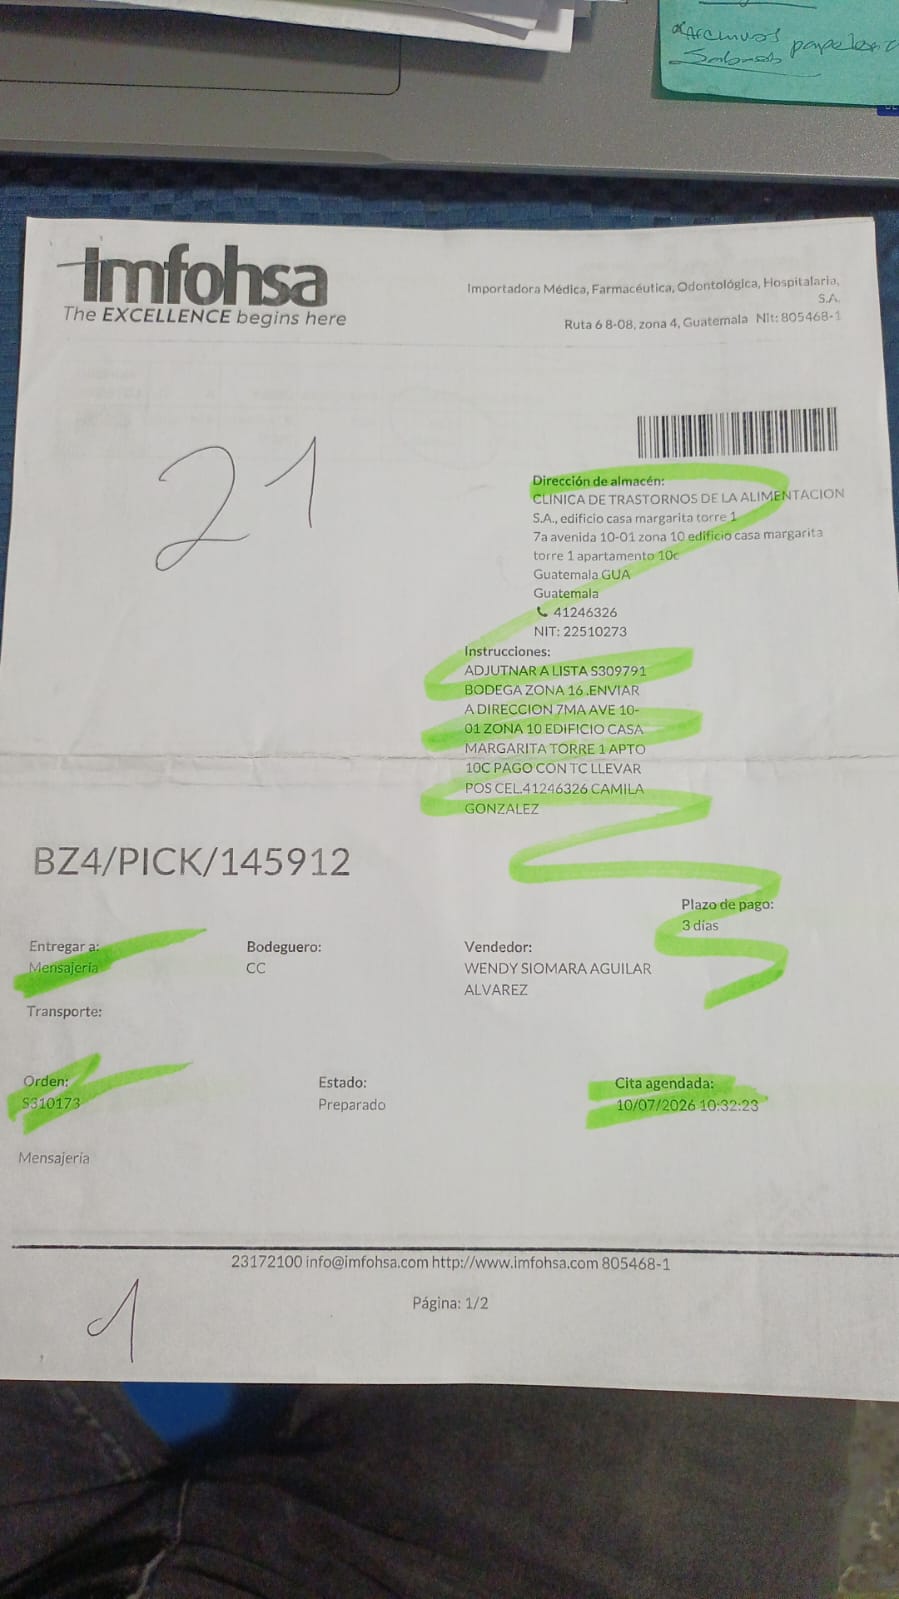 *Archivos papelería
Imfohsa
The EXCELLENCE begins here
Importadora Médica, Farmacéutica, Odontológica, Hospitalaria,
S.A.
Ruta 6 8-08, zona 4, Guatemala Nit: 805468-1
21
Dirección de almacén:
CLINICA DE TRASTORNOS DE LA ALIMENTACION
S.A., edificio casa margarita torre 1
7a avenida 10-01 zona 10 edificio casa margarita
torre 1 apartamento 10c
Guatemala GUA
Guatemala
41246326
NIT: 22510273
Instrucciones:
ADJUTNAR A LISTA S309791
BODEGA ZONA 16 .ENVIAR
A DIRECCION 7MA AVE 10-
01 ZONA 10 EDIFICIO CASA
MARGARITA TORRE 1 APTO
10C PAGO CON TC LLEVAR
POS CEL.41246326 CAMILA
GONZALEZ
BZ4/PICK/145912
Plazo de pago:
3 días
Entregar a:
Mensajería
Bodeguero:
CC
Vendedor:
WENDY SIOMARA AGUILAR
ALVAREZ
Transporte:
Orden:
S310173
Estado:
Preparado
Cita agendada:
10/07/2026 10:32:23
Mensajería
23172100 info@imfohsa.com http://www.imfohsa.com 805468-1
Página: 1/2
1